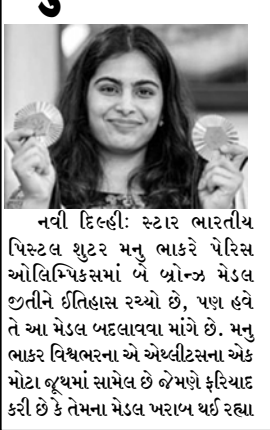 નવી દિલ્હી: સ્ટાર ભારતીય
પિસ્ટલ શુટર મનુ ભાકરે પેરિસ
ઓલિમ્પિકસમાં બે બ્રોન્ઝ મેડલ
જીતીને ઈતિહાસ રચ્યો છે, પણ હવે
તે આ મેડલ બદલાવવા માંગે છે. મનુ
ભાકર વિશ્વભરના એ એથ્લીટસના એક
મોટા જૂથમાં સામેલ છે જેમણે ફરિયાદ
કરી છે કે તેમના મેડલ ખરાબ થઈ રહ્યા